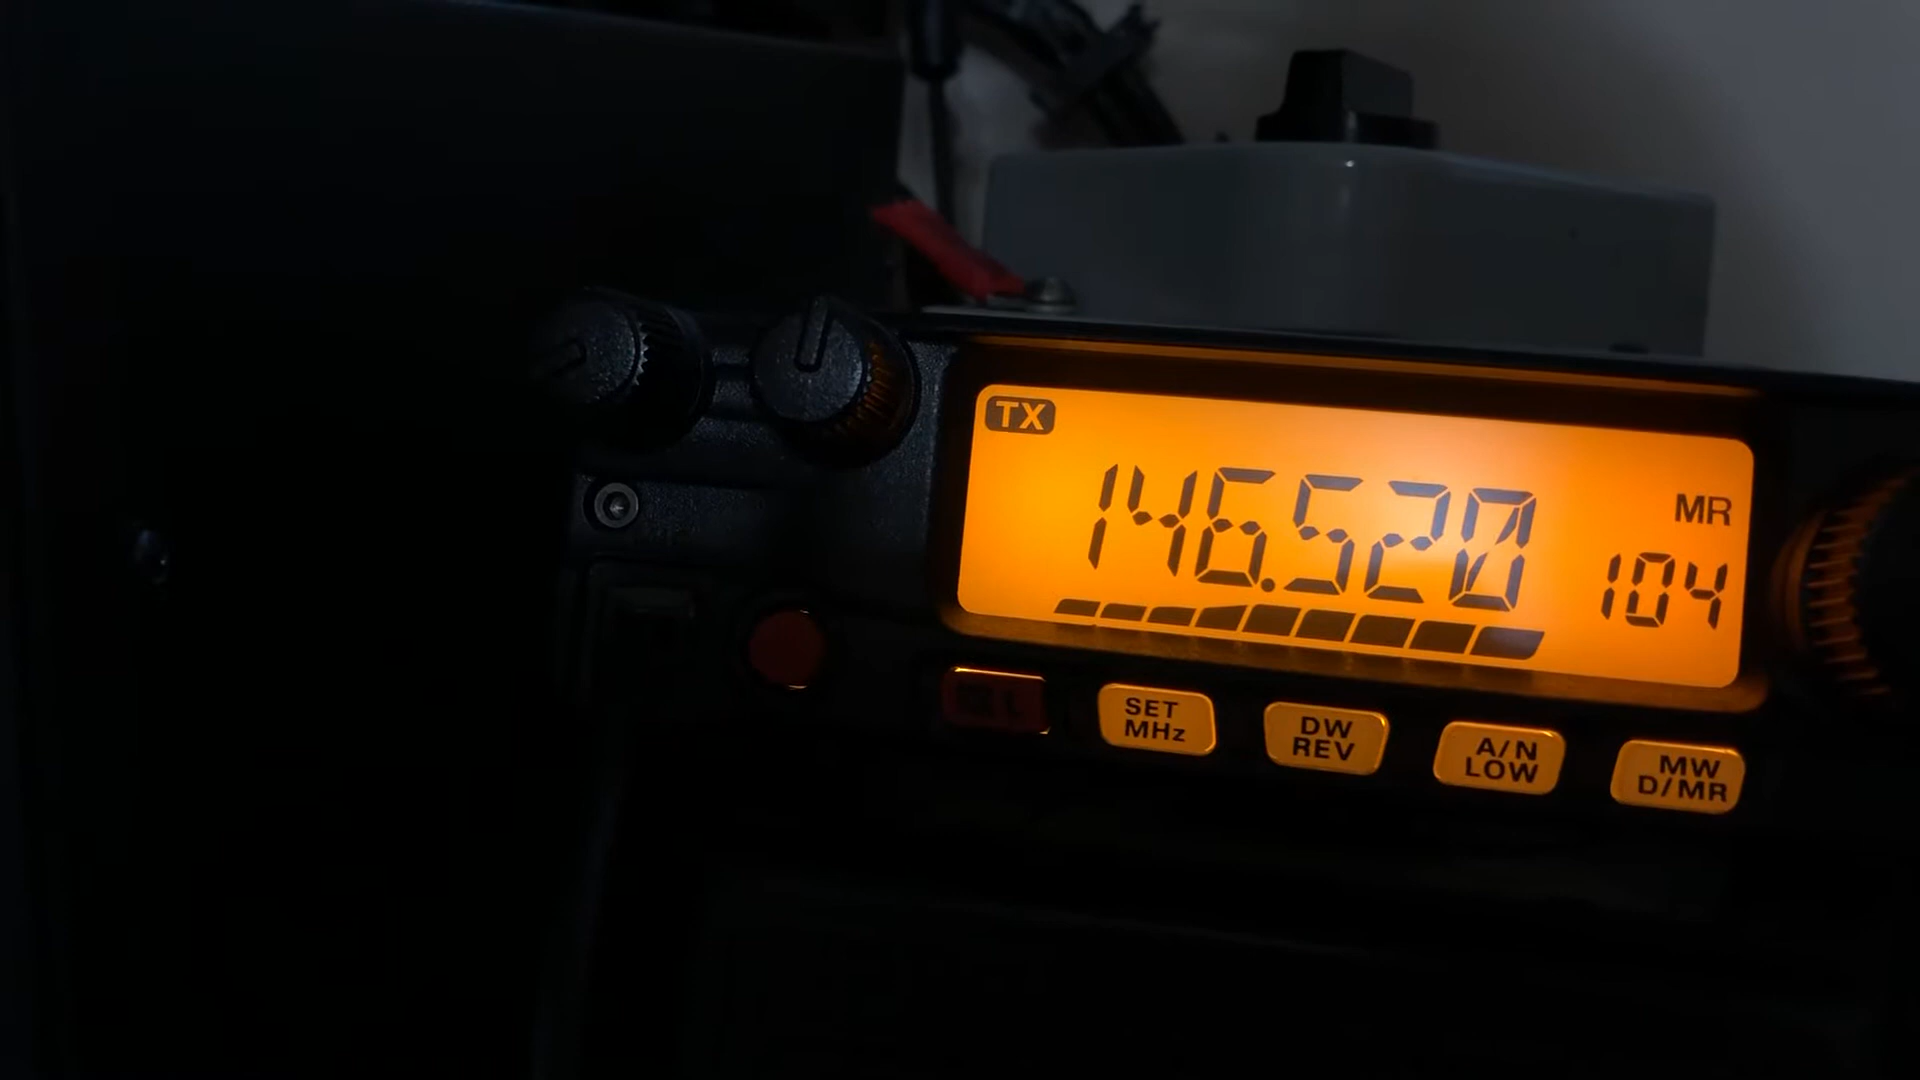 TX
146.520
MR
104
SET
MHz
DW
REV
A/N
LOW
MW
D/MR